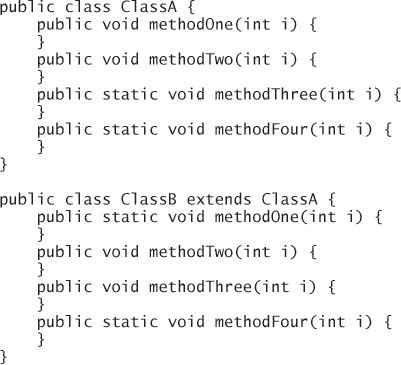 public class ClassA {
    public void methodOne(int i) {
    }
    public void methodTwo(int i) {
    }
    public static void methodThree(int i) {
    }
    public static void methodFour(int i) {
    }
}

public class ClassB extends ClassA {
    public static void methodOne(int i) {
    }
    public void methodTwo(int i) {
    }
    public void methodThree(int i) {
    }
    public static void methodFour(int i) {
    }
}